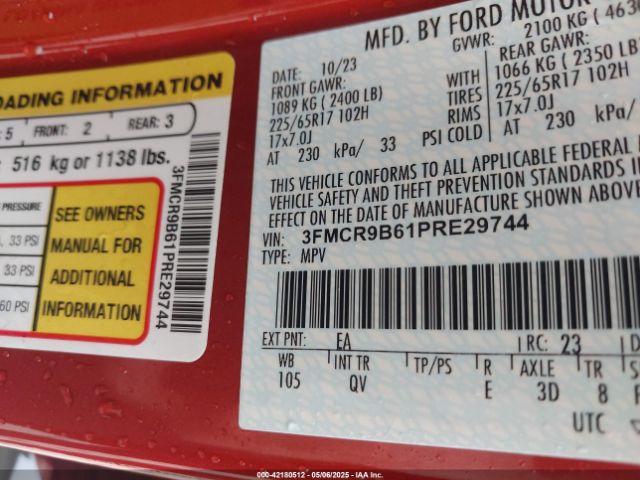 LOADING INFORMATION
5 FRONT: 2 REAR: 3
516 kg or 1138 lbs.
PRESSURE
33 PSI
33 PSI
60 PSI
SEE OWNERS
MANUAL FOR
ADDITIONAL
INFORMATION
3FMCR9B61PRE29744
MFD. BY FORD MOTOR
DATE: 10/23
GVWR: 2100 KG
FRONT GAWR:
1089 KG (2400 LB)
225/65R17 102H
17x7.0J
AT 230 kPa/ 33 PSI COLD
WITH
TIRES
RIMS
REAR GAWR:
1066 KG (2350 LB
225/65R17 102H
17x7.0J
AT 230 kPa/
THIS VEHICLE CONFORMS TO ALL APPLICABLE FEDERAL
VEHICLE SAFETY AND THEFT PREVENTION STANDARDS
EFFECT ON THE DATE OF MANUFACTURE SHOWN ABOVE
VIN: 3FMCR9B61PRE29744
TYPE: MPV
EXT PNT: EA RC: 23
WB INT TR TP/PS R AXLE TR
105 QV E 3D 8
UTC
000-42180512 - 05/06/2025 - IAA Inc.